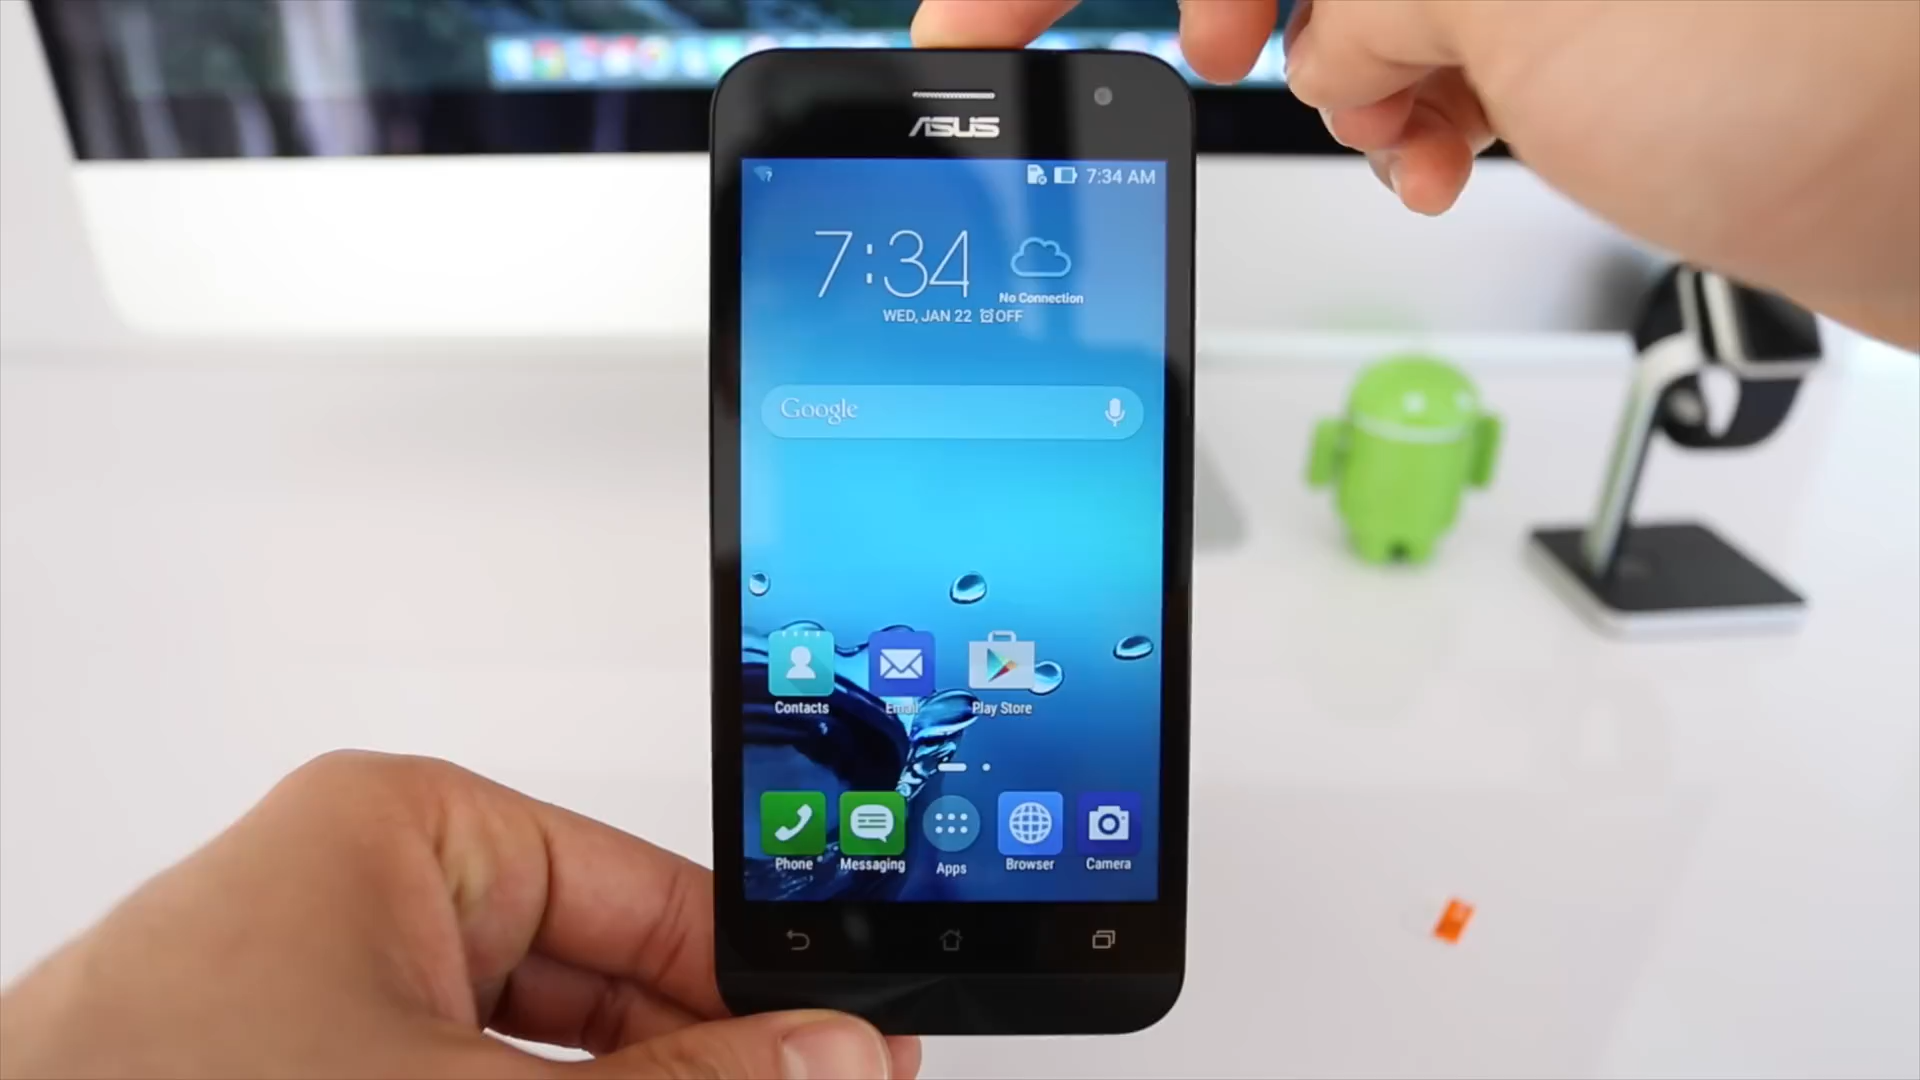 ASUS
7:34 AM
7:34
No Connection
WED, JAN 22 OFF
Google
Contacts Email Play Store
Phone Messaging Apps Browser Camera